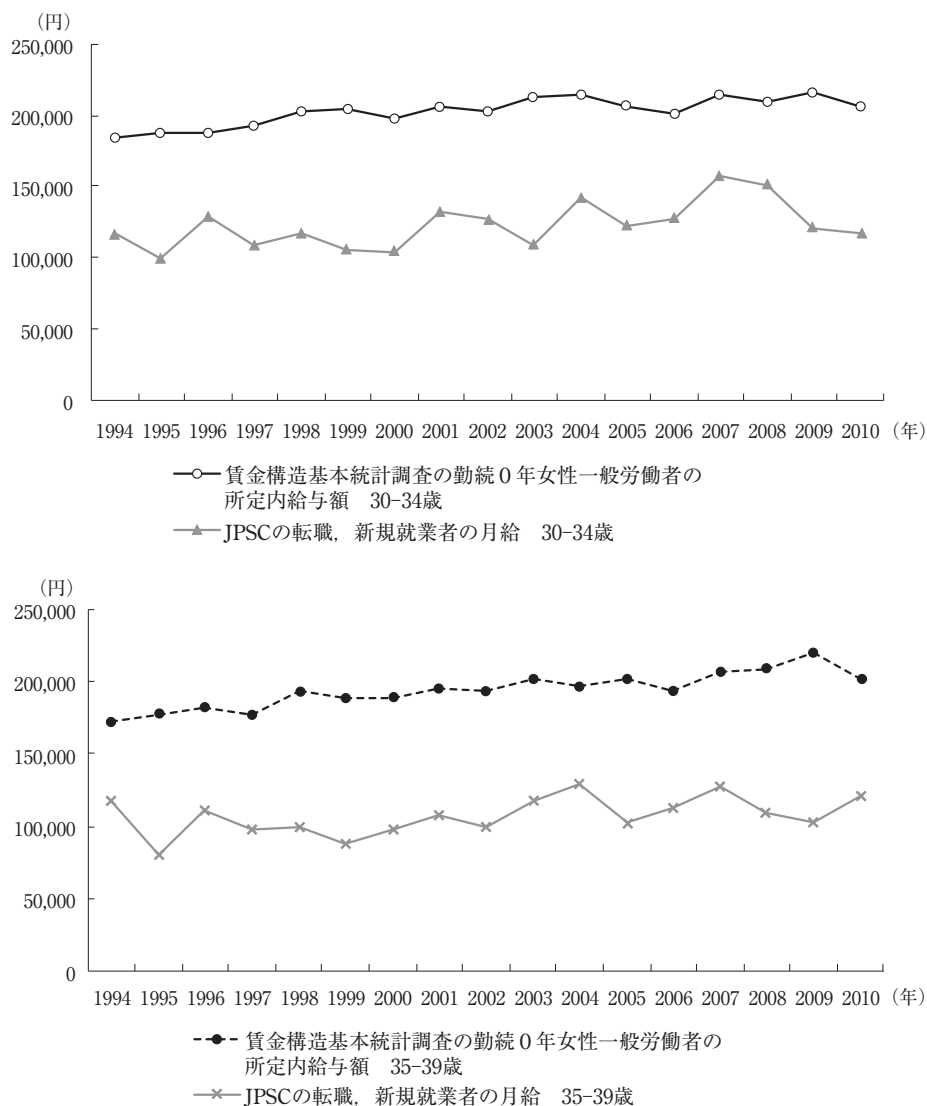 （円）
250,000
200,000
150,000
100,000
50,000
0
1994 1995 1996 1997 1998 1999 2000 2001 2002 2003 2004 2005 2006 2007 2008 2009 2010 （年）
賃金構造基本統計調査の勤続０年女性一般労働者の
所定内給与額　30-34歳
JPSCの転職，新規就業者の月給　30-34歳
（円）
250,000
200,000
150,000
100,000
50,000
0
1994 1995 1996 1997 1998 1999 2000 2001 2002 2003 2004 2005 2006 2007 2008 2009 2010 （年）
賃金構造基本統計調査の勤続０年女性一般労働者の
所定内給与額　35-39歳
JPSCの転職，新規就業者の月給　35-39歳